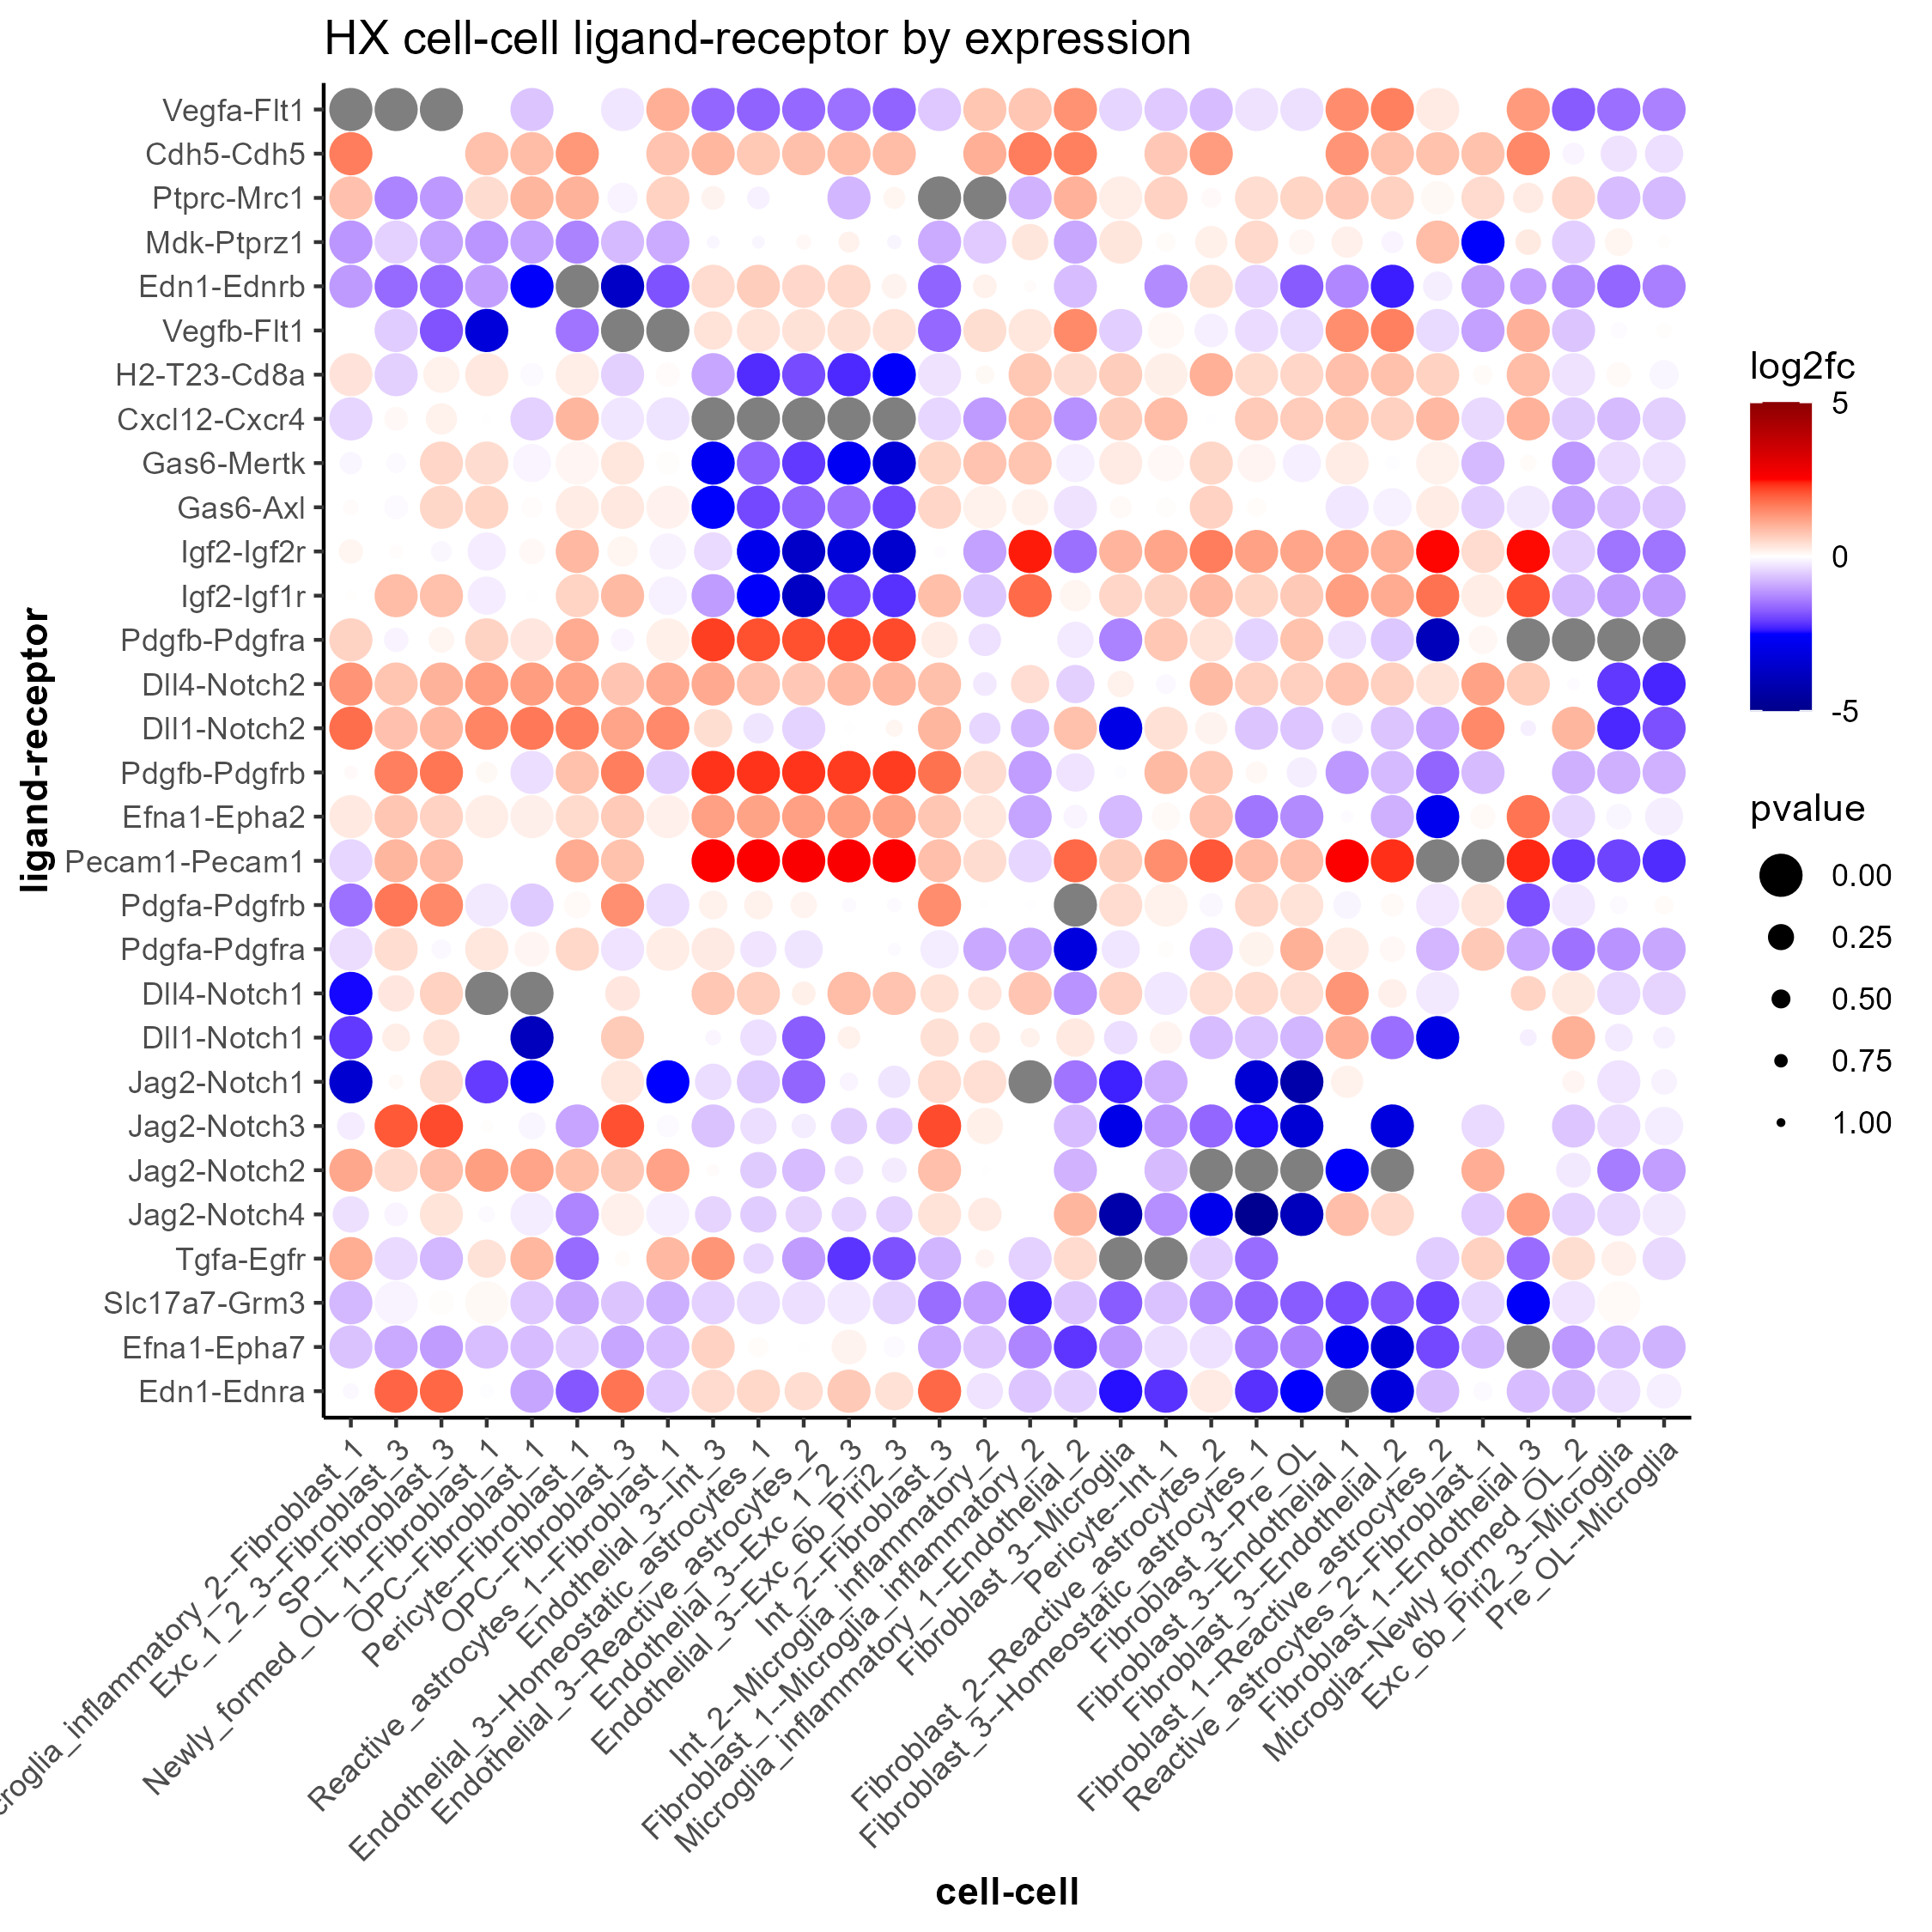 HX cell-cell ligand-receptor by expression
ligand-receptor
Vegfa-Flt1
Cdh5-Cdh5
Ptprc-Mrc1
Mdk-Ptprz1
Edn1-Ednrb
Vegfb-Flt1
H2-T23-Cd8a
Cxcl12-Cxcr4
Gas6-Mertk
Gas6-Axl
Igf2-Igf2r
Igf2-Igf1r
Pdgfb-Pdgfra
Dll4-Notch2
Dll1-Notch2
Pdgfb-Pdgfrb
Efna1-Epha2
Pecam1-Pecam1
Pdgfa-Pdgfrb
Pdgfa-Pdgfra
Dll4-Notch1
Dll1-Notch1
Jag2-Notch1
Jag2-Notch3
Jag2-Notch2
Jag2-Notch4
Tgfa-Egfr
Slc17a7-Grm3
Efna1-Epha7
Edn1-Ednra
croglia_inflammatory_2--Fibroblast_1
Exc_1_2_3--Fibroblast_3
SP--Fibroblast_3
Newly_formed_OL_1--Fibroblast_1
OPC--Fibroblast_1
Pericyte--Fibroblast_1
OPC--Fibroblast_3
Reactive_astrocytes_1--Fibroblast_1
Endothelial_3--Int_3
Endothelial_3--Homeostatic_astrocytes_1
Endothelial_3--Reactive_astrocytes_2
Endothelial_3--Exc_1_2_3
Endothelial_3--Exc_6b_Piri2_3
Int_2--Fibroblast_3
Int_2--Microglia_inflammatory_2
Fibroblast_1--Microglia_inflammatory_2
Microglia_inflammatory_1--Endothelial_2
Fibroblast_3--Microglia
Pericyte--Int_1
Fibroblast_2--Reactive_astrocytes_2
Fibroblast_3--Homeostatic_astrocytes_1
Fibroblast_3--Pre_OL
Fibroblast_3--Endothelial_1
Fibroblast_3--Endothelial_2
Fibroblast_1--Reactive_astrocytes_2
Reactive_astrocytes_2--Fibroblast_1
Fibroblast_1--Endothelial_3
Microglia--Newly_formed_OL_2
Exc_6b_Piri2_3--Microglia
Pre_OL--Microglia
cell-cell
log2fc
5
0
-5
pvalue
0.00
0.25
0.50
0.75
1.00